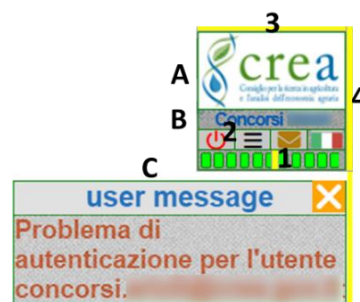 3
crea
A
Consiglio per la ricerca in agricoltura
e l'analisi dell'economia agraria
4
B
Concorsi
2
1
C
user message
Problema di
autenticazione per l'utente
concorsi.